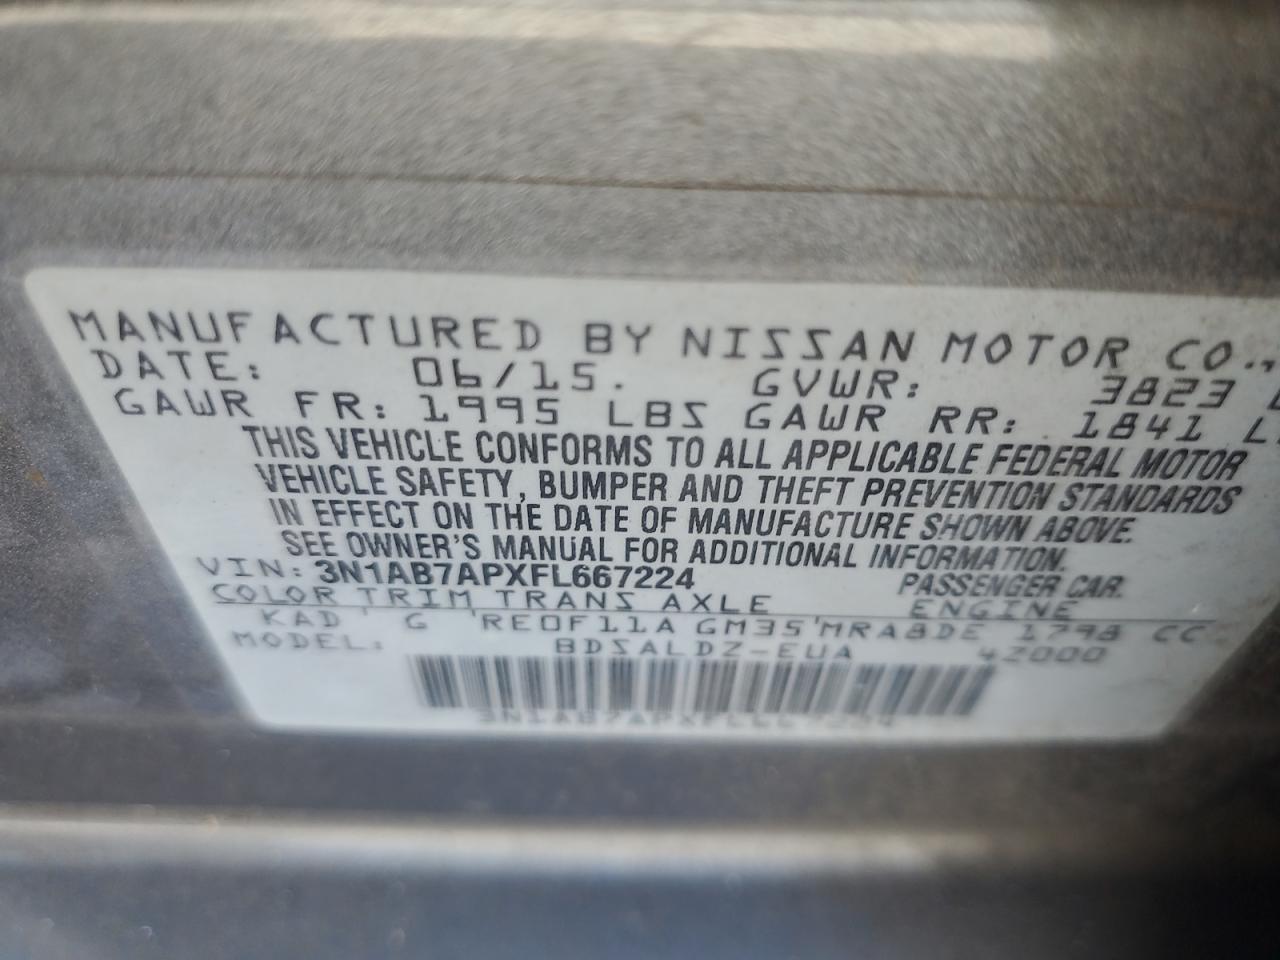 MANUFACTURED BY NISSAN MOTOR CO.,
DATE: 06/15. GVWR: 3823
GAWR FR: 1995 LBS GAWR RR: 1841 L
THIS VEHICLE CONFORMS TO ALL APPLICABLE FEDERAL MOTOR
VEHICLE SAFETY, BUMPER AND THEFT PREVENTION STANDARDS
IN EFFECT ON THE DATE OF MANUFACTURE SHOWN ABOVE.
SEE OWNER'S MANUAL FOR ADDITIONAL INFORMATION.
VIN: 3N1AB7APXFL667224 PASSENGER CAR.
COLOR TRIM TRANS AXLE ENGINE
KAD G RE0F11A GM35 MRA8DE 1798 CC
MODEL: BDSALDZ-EUA 42000
3N1AB7APXFL667224